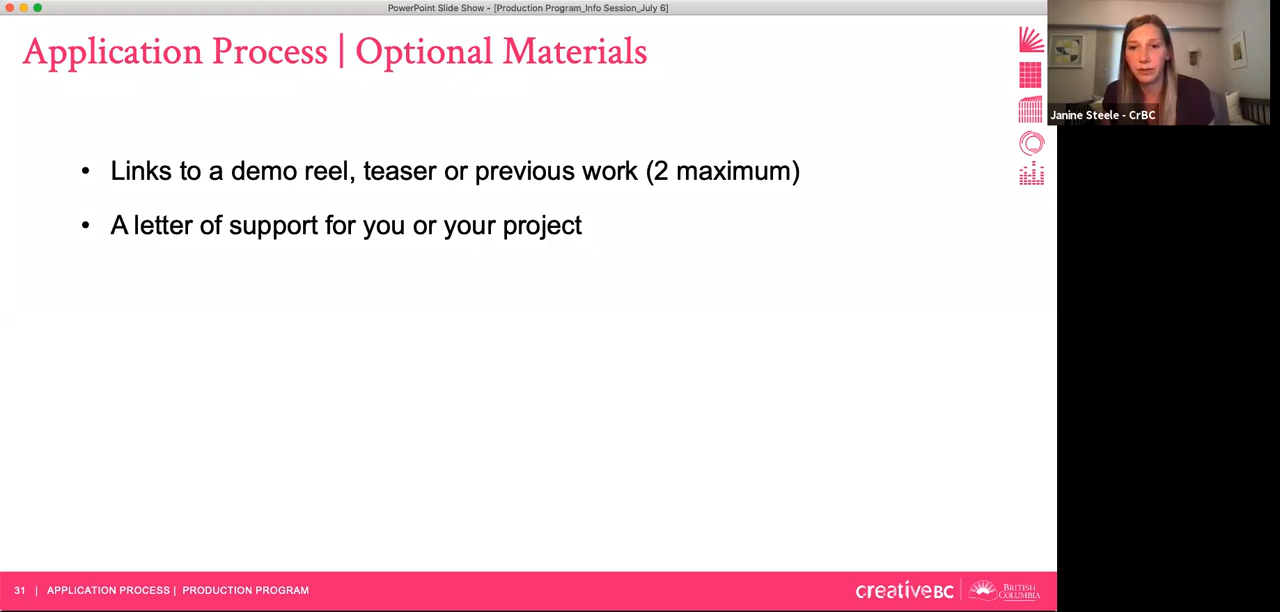 PowerPoint Slide Show - [Production Program_Info Session_July 6]
Application Process | Optional Materials
Janine Steele - CrBC
• Links to a demo reel, teaser or previous work (2 maximum)
• A letter of support for you or your project
31 | APPLICATION PROCESS | PRODUCTION PROGRAM
creativeBC
BRITISH
COLUMBIA